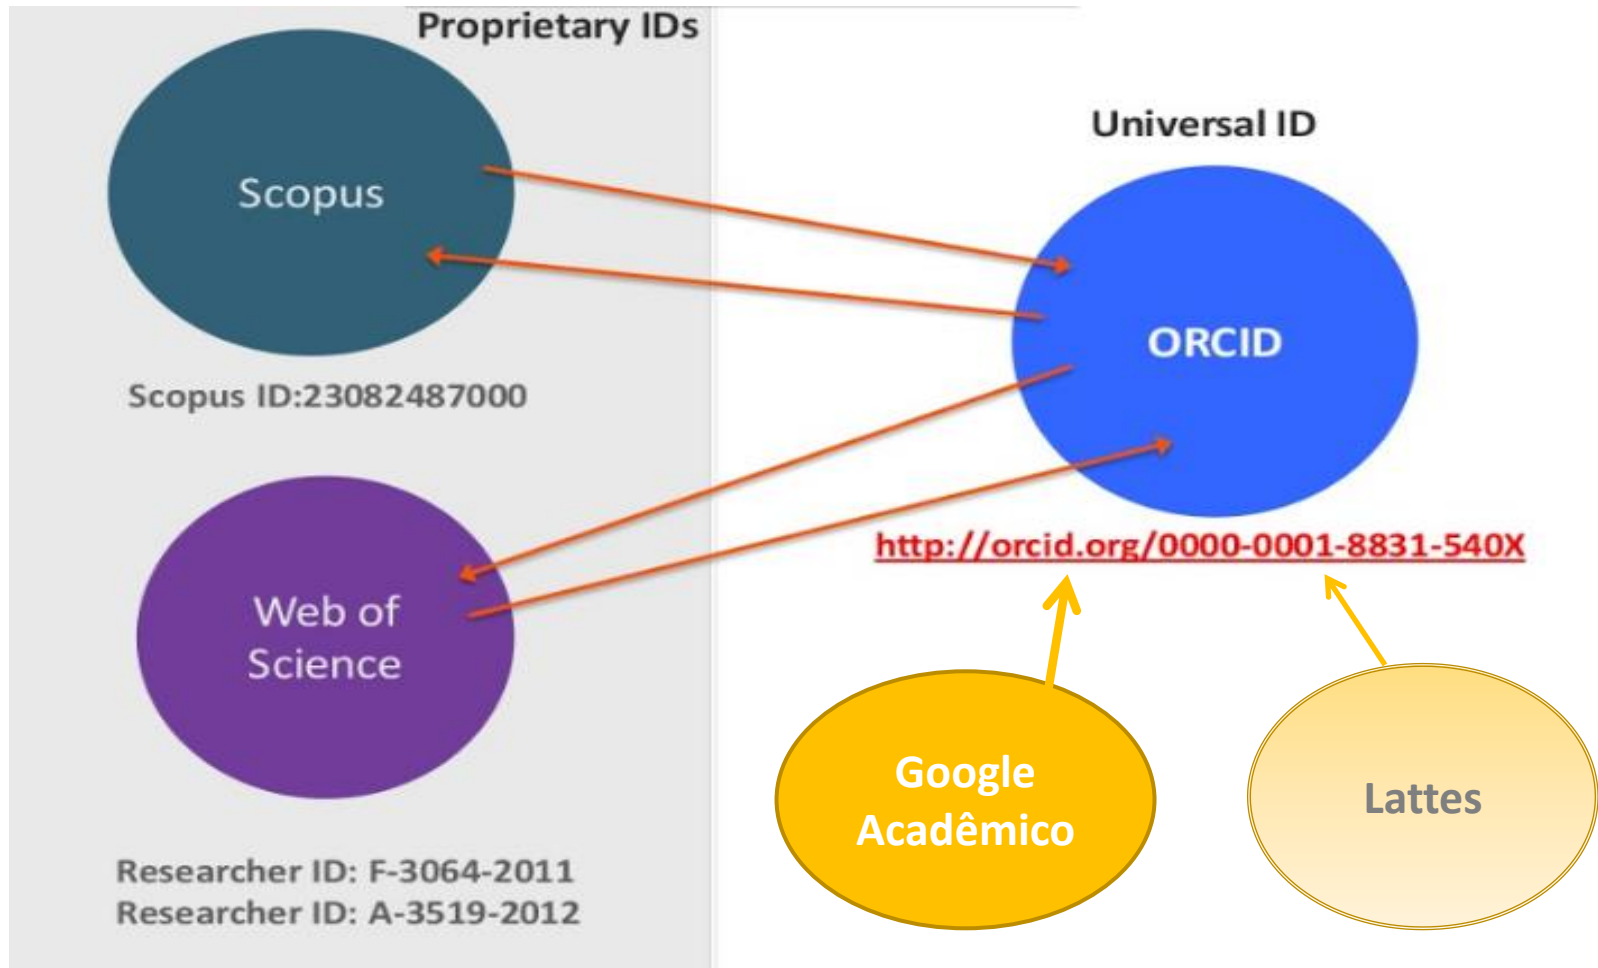 Proprietary IDs
Scopus
Scopus ID:23082487000
Web of
Science
Researcher ID: F-3064-2011
Researcher ID: A-3519-2012
Universal ID
ORCID
http://orcid.org/0000-0001-8831-540X
Google
Acadêmico
Lattes